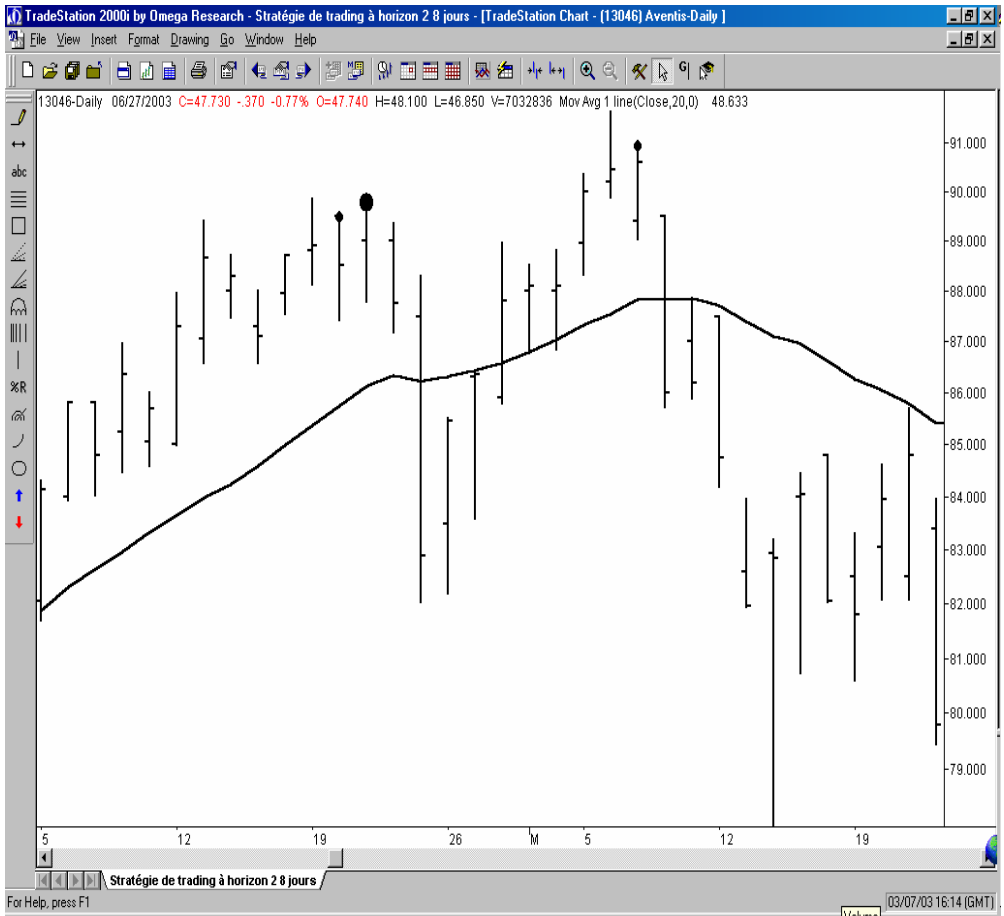 TradeStation 2000i by Omega Research - Stratégie de trading à horizon 2 8 jours - [TradeStation Chart - (13046) Aventis-Daily ]
File View Insert Format Drawing Go Window Help
13046-Daily 06/27/2003 C=47.730 -.370 -0.77% O=47.740 H=48.100 L=46.850 V=7032836 Mov Avg 1 line(Close,20,0) 48.633
abc
%R
91.000
90.000
89.000
88.000
87.000
86.000
85.000
84.000
83.000
82.000
81.000
80.000
79.000
5 12 19 26 M 5 12 19
Stratégie de trading à horizon 2 8 jours
For Help, press F1
03/07/03 16:14 (GMT)
Volume